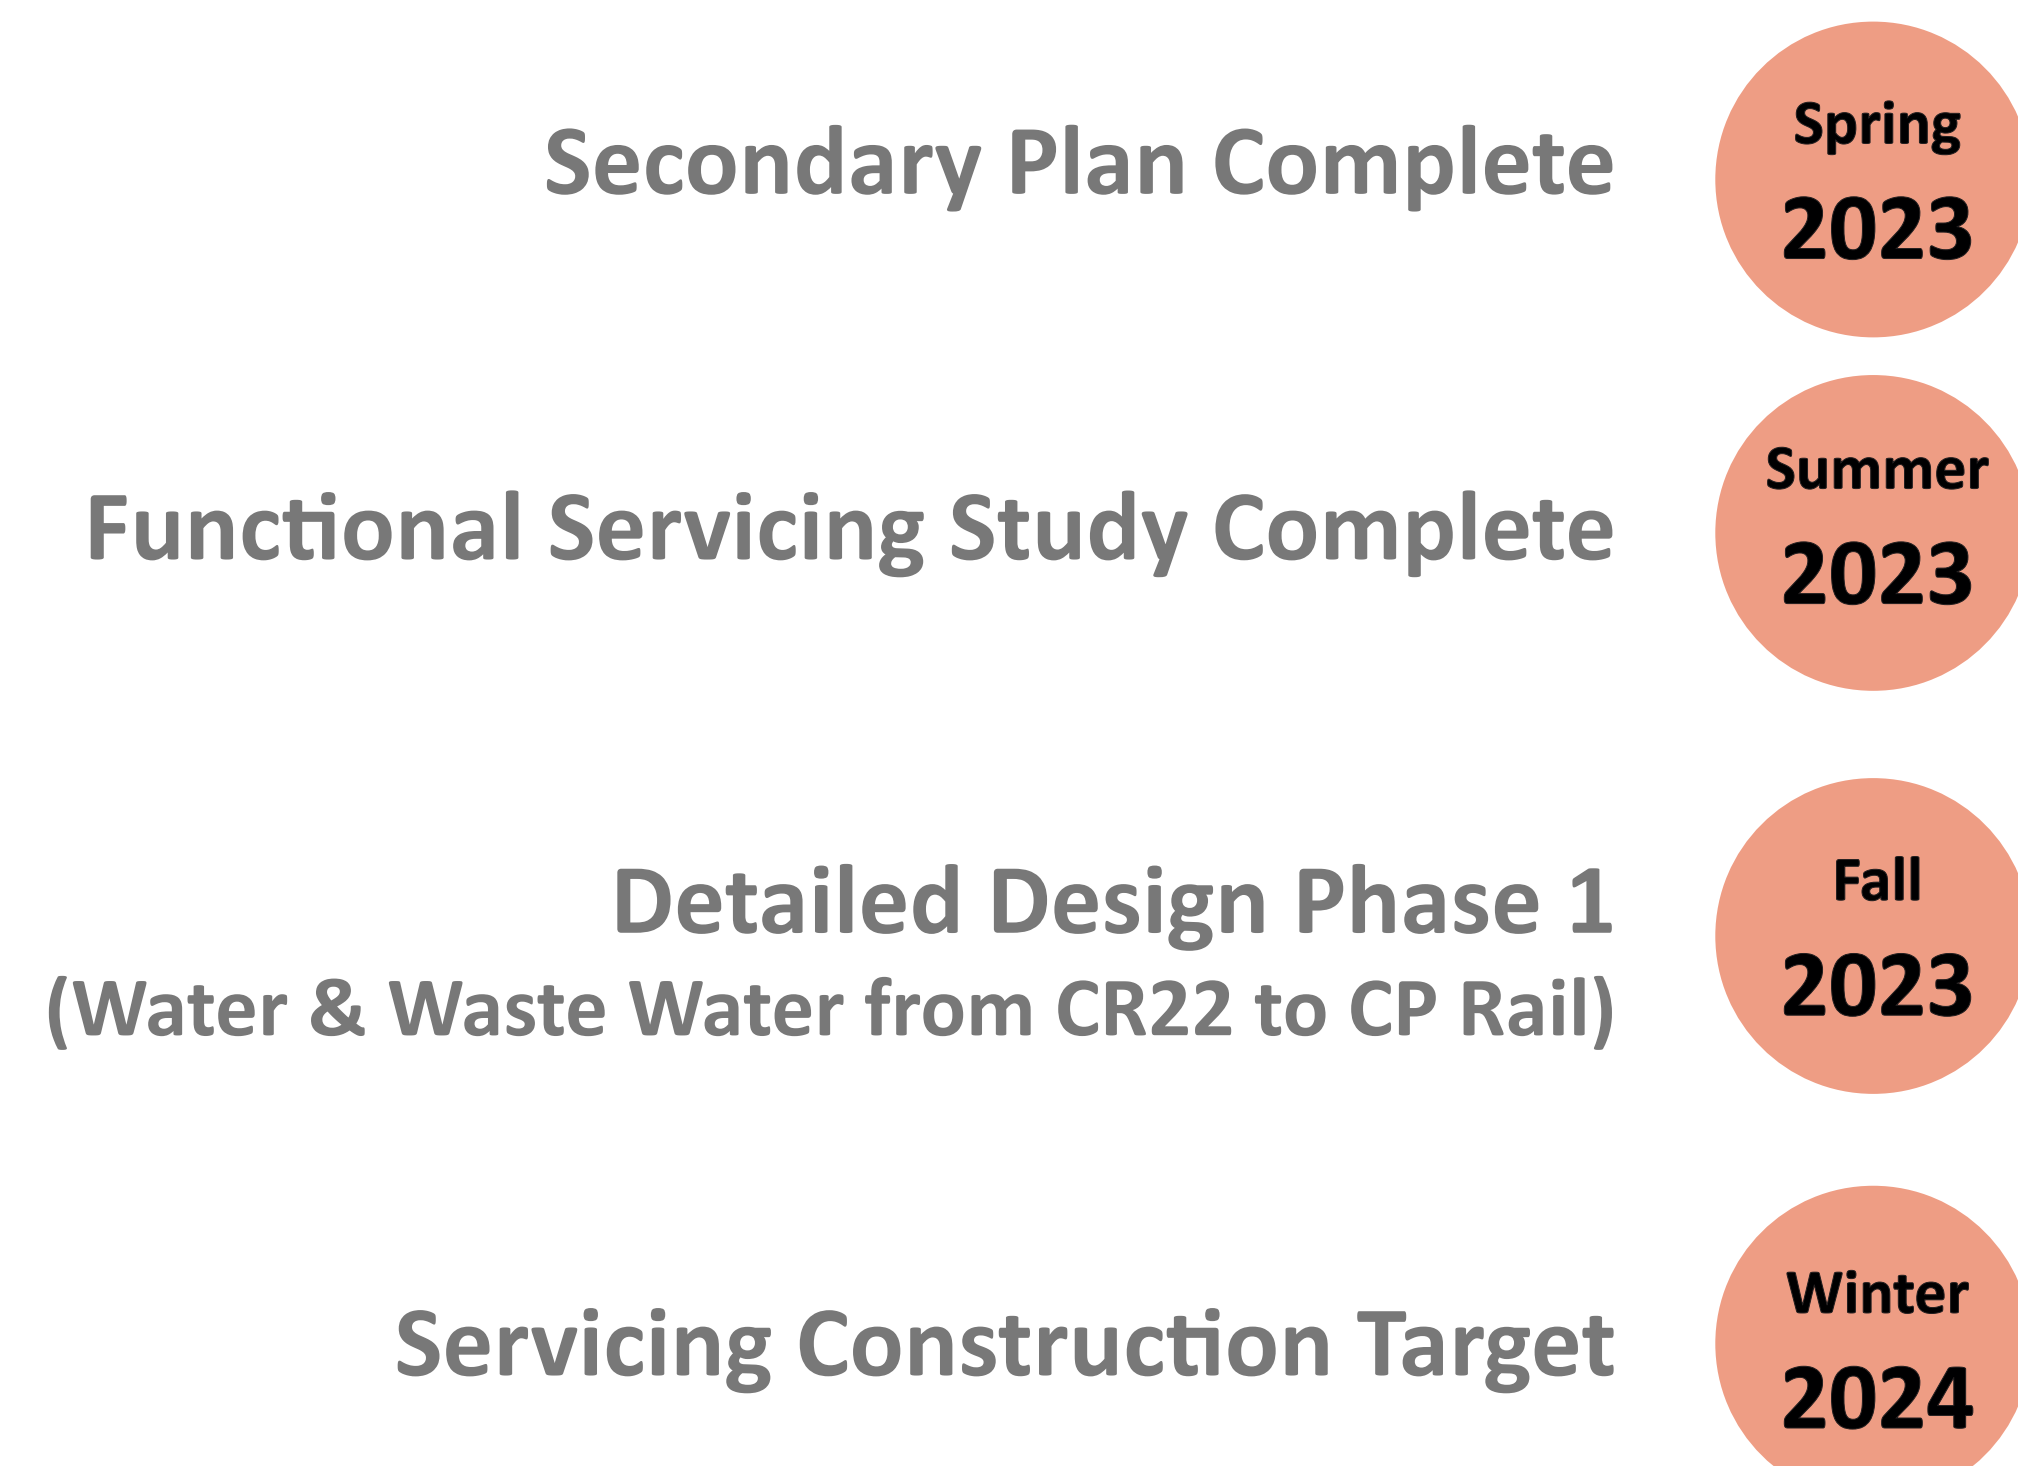 Secondary Plan Complete
Spring
2023
Functional Servicing Study Complete
Summer
2023
Detailed Design Phase 1
(Water & Waste Water from CR22 to CP Rail)
Fall
2023
Servicing Construction Target
Winter
2024